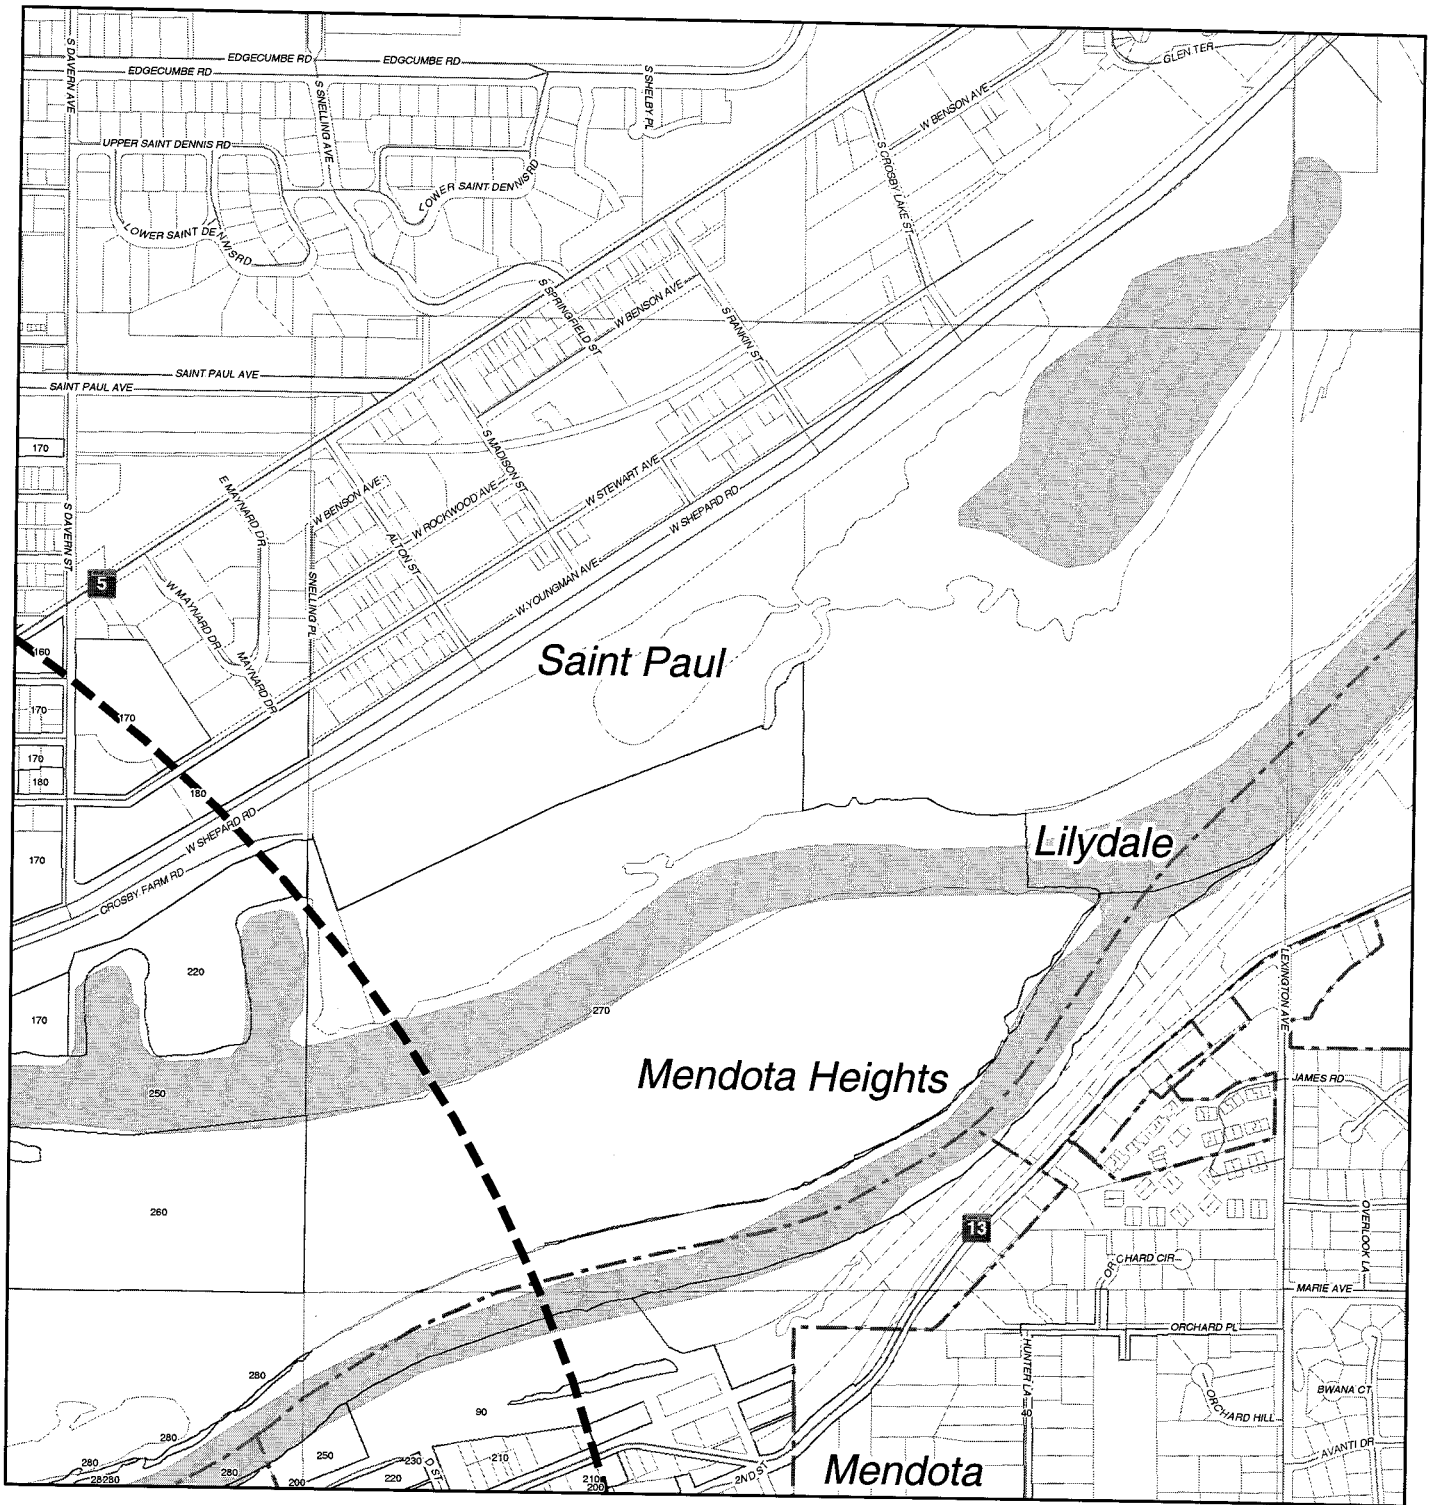 EDGECUMBE RD
EDGCUMBE RD
EDGECUMBE RD
S DAVERN AVE
S SNELLING AVE
S SHELBY PL
GLEN TER
W BENSON AVE
S CROSBY LAKE ST
UPPER SAINT DENNIS RD
LOWER SAINT DENNIS RD
LOWER SAINT DENNIS RD
S SPRINGFIELD ST
W BENSON AVE
S RANKIN ST
SAINT PAUL AVE
SAINT PAUL AVE
170
S DAVERN ST
E MAYNARD DR
W BENSON AVE
S MADISON ST
W ROCKWOOD AVE
W STEWART AVE
W SHEPARD RD
ALTON ST
5
W MAYNARD DR
SNELLING PL
W YOUNGMAN AVE
MAYNARD DR
Saint Paul
160
170
170
170
180
180
W SHEPARD RD
170
CROSBY FARM RD
Lilydale
220
LEXINGTON AVE
170
270
Mendota Heights
JAMES RD
250
260
13
OVERLOOK LA
ORCHARD CIR
MARIE AVE
ORCHARD PL
HUNTER LA
40
280
90
BWANA CT
ORCHARD HILL
AVANTI DR
280
280
28280
280
200
250
220
230
D ST
210
210
200
2ND ST
Mendota